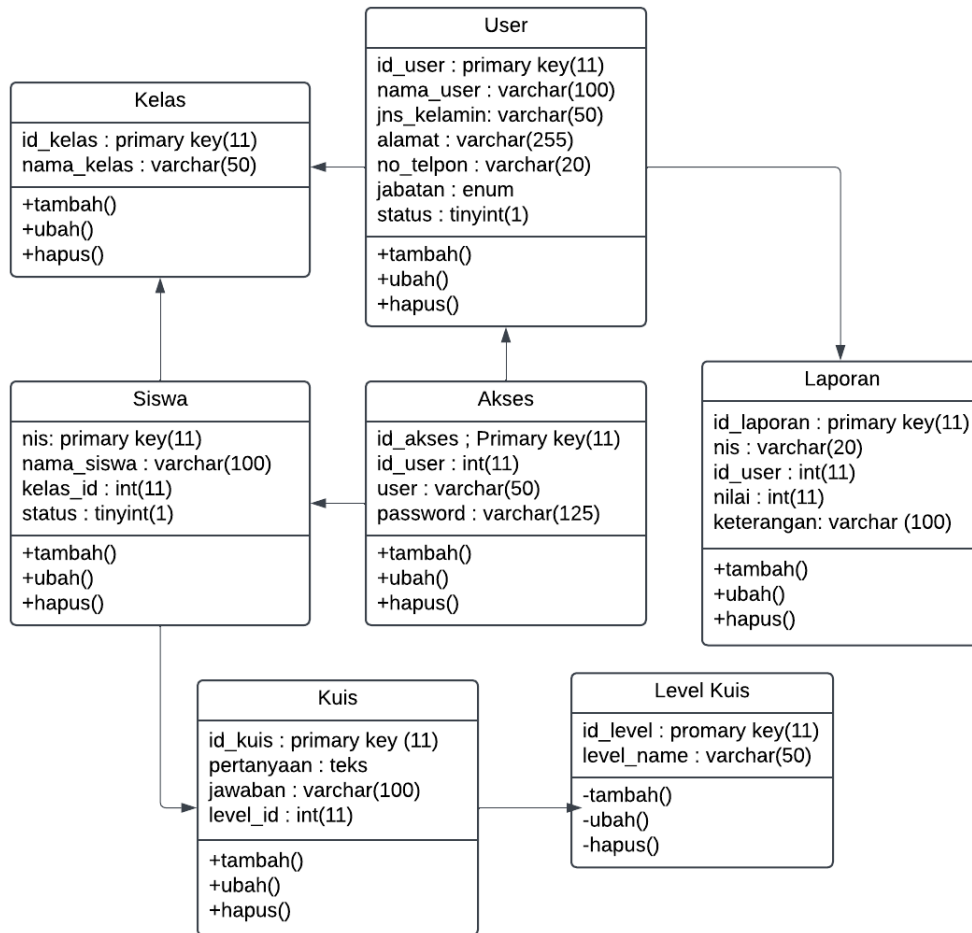 User
id_user : primary key(11)
nama_user : varchar(100)
jns_kelamin: varchar(50)
alamat : varchar(255)
no_telpon : varchar(20)
jabatan : enum
status : tinyint(1)
+tambah()
+ubah()
+hapus()
Kelas
id_kelas : primary key(11)
nama_kelas : varchar(50)
+tambah()
+ubah()
+hapus()
Siswa
nis: primary key(11)
nama_siswa : varchar(100)
kelas_id : int(11)
status : tinyint(1)
+tambah()
+ubah()
+hapus()
Akses
id_akses ; Primary key(11)
id_user : int(11)
user : varchar(50)
password : varchar(125)
+tambah()
+ubah()
+hapus()
Laporan
id_laporan : primary key(11)
nis : varchar(20)
id_user : int(11)
nilai : int(11)
keterangan: varchar (100)
+tambah()
+ubah()
+hapus()
Kuis
id_kuis : primary key (11)
pertanyaan : teks
jawaban : varchar(100)
level_id : int(11)
+tambah()
+ubah()
+hapus()
Level Kuis
id_level : promary key(11)
level_name : varchar(50)
-tambah()
-ubah()
-hapus()